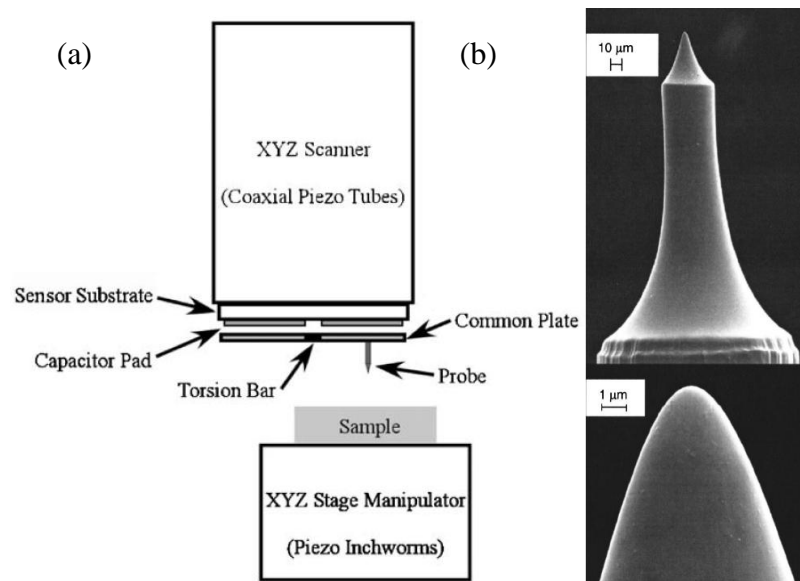 (a)
XYZ Scanner
(Coaxial Piezo Tubes)
Sensor Substrate
Capacitor Pad
Torsion Bar
Common Plate
Probe
Sample
XYZ Stage Manipulator
(Piezo Inchworms)
(b)
10 μm
1 μm